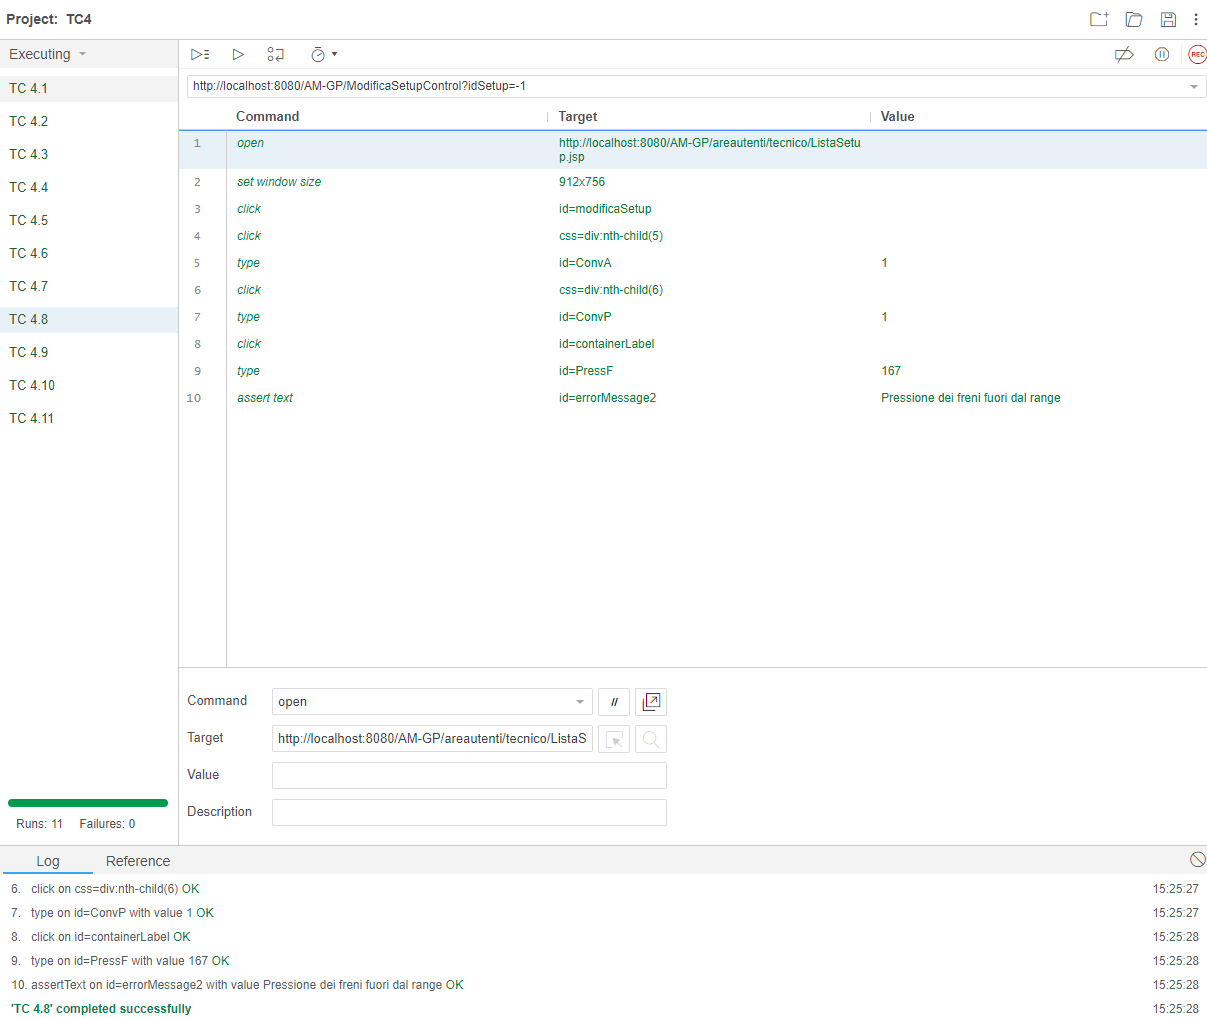 Project: TC4
Executing
TC 4.1
TC 4.2
TC 4.3
TC 4.4
TC 4.5
TC 4.6
TC 4.7
TC 4.8
TC 4.9
TC 4.10
TC 4.11
Runs: 11 Failures: 0
REC
http://localhost:8080/AM-GP/ModificaSetupControl?idSetup=-1
Command Target Value
1 open http://localhost:8080/AM-GP/areautenti/tecnico/ListaSetu
p.jsp
2 set window size 912x756
3 click id=modificaSetup
4 click css=div:nth-child(5)
5 type id=ConvA 1
6 click css=div:nth-child(6)
7 type id=ConvP 1
8 click id=containerLabel
9 type id=PressF 167
10 assert text id=errorMessage2 Pressione dei freni fuori dal range
Command open //
Target http://localhost:8080/AM-GP/areautenti/tecnico/ListaS
Value
Description
Log Reference
6. click on css=div:nth-child(6) OK 15:25:27
7. type on id=ConvP with value 1 OK 15:25:27
8. click on id=containerLabel OK 15:25:28
9. type on id=PressF with value 167 OK 15:25:28
10. assertText on id=errorMessage2 with value Pressione dei freni fuori dal range OK 15:25:28
'TC 4.8' completed successfully 15:25:28